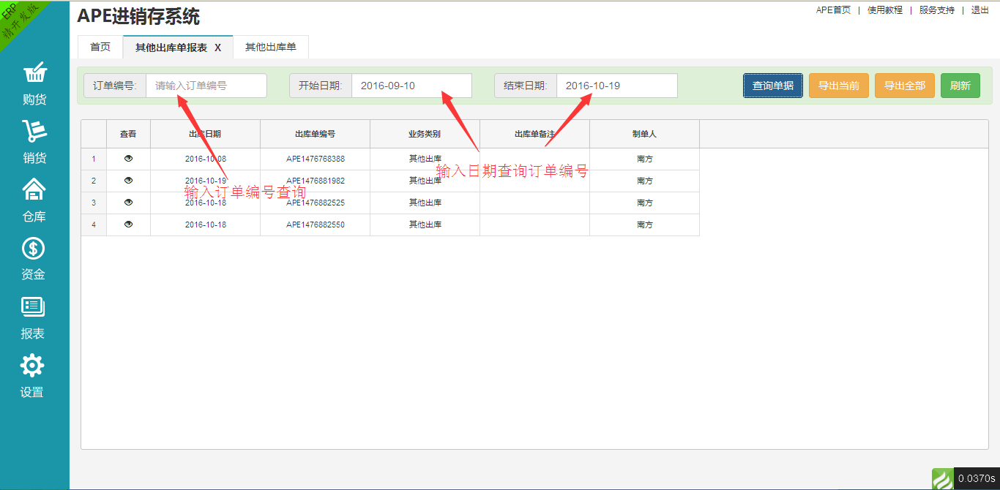 ERP
精开发版
APE进销存系统
APE首页 | 使用教程 | 服务支持 | 退出
首页 其他出库单报表 X 其他出库单
订单编号: 请输入订单编号 开始日期: 2016-09-10 结束日期: 2016-10-19 查询单据 导出当前 导出全部 刷新
购货
销货
仓库
资金
报表
设置
查看 出库日期 出库单编号 业务类别 出库单备注 制单人
1 2016-10-08 APE1476768388 其他出库 南方
2 2016-10-19 APE1476881982 其他出库 南方
3 2016-10-18 APE1476882525 其他出库 南方
4 2016-10-18 APE1476882550 其他出库 南方
输入日期查询订单编号
输入订单编号查询
0.0370s